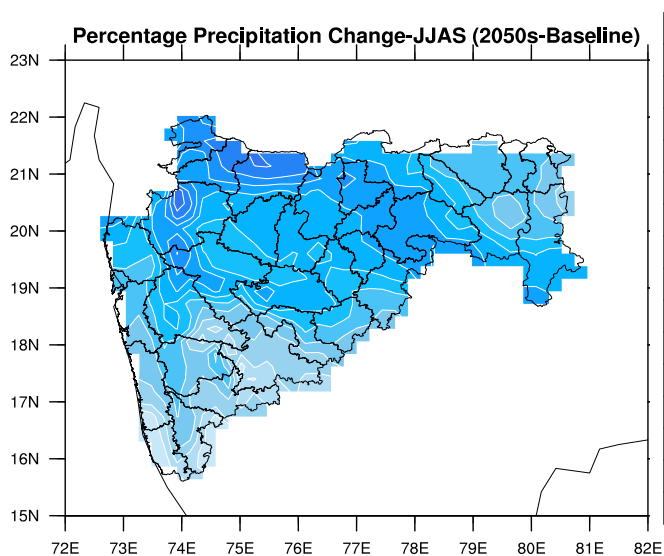 Percentage Precipitation Change-JJAS (2050s-Baseline)
23N
22N
21N
20N
19N
18N
17N
16N
15N
72E 73E 74E 75E 76E 77E 78E 79E 80E 81E 82E